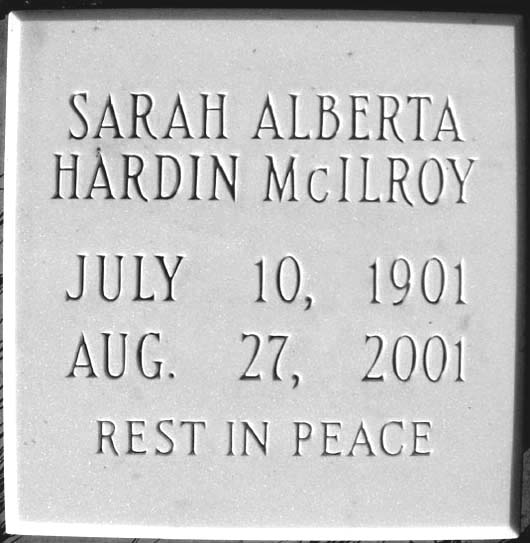 SARAH ALBERTA
HARDIN McILROY
JULY 10, 1901
AUG. 27, 2001
REST IN PEACE